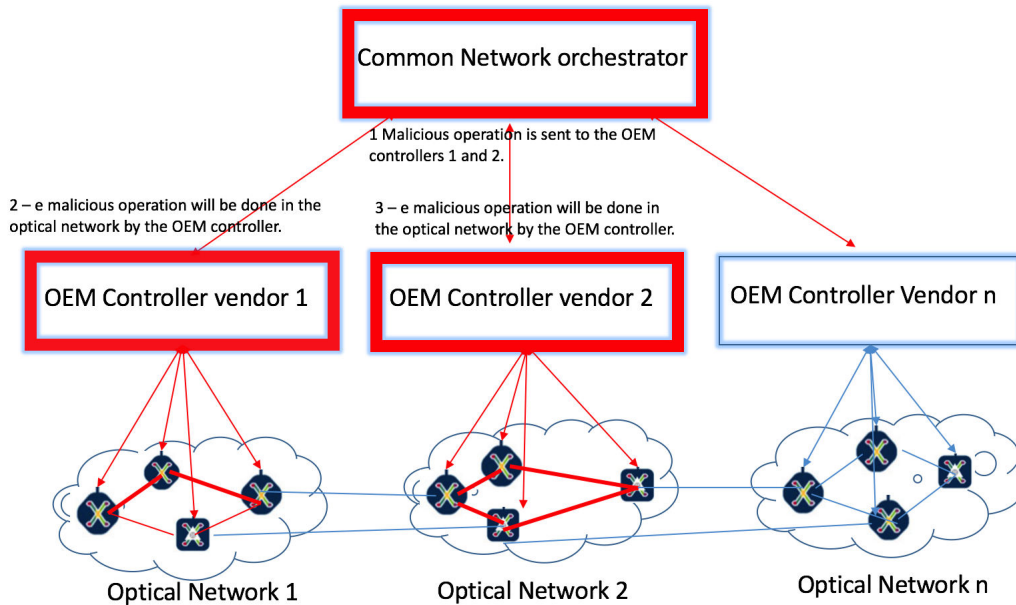 Common Network orchestrator
1 Malicious operation is sent to the OEM
controllers 1 and 2.
2 – e malicious operation will be done in the
optical network by the OEM controller.
3 – e malicious operation will be done in
the optical network by the OEM controller.
OEM Controller vendor 1
OEM Controller vendor 2
OEM Controller Vendor n
Optical Network 1
Optical Network 2
Optical Network n